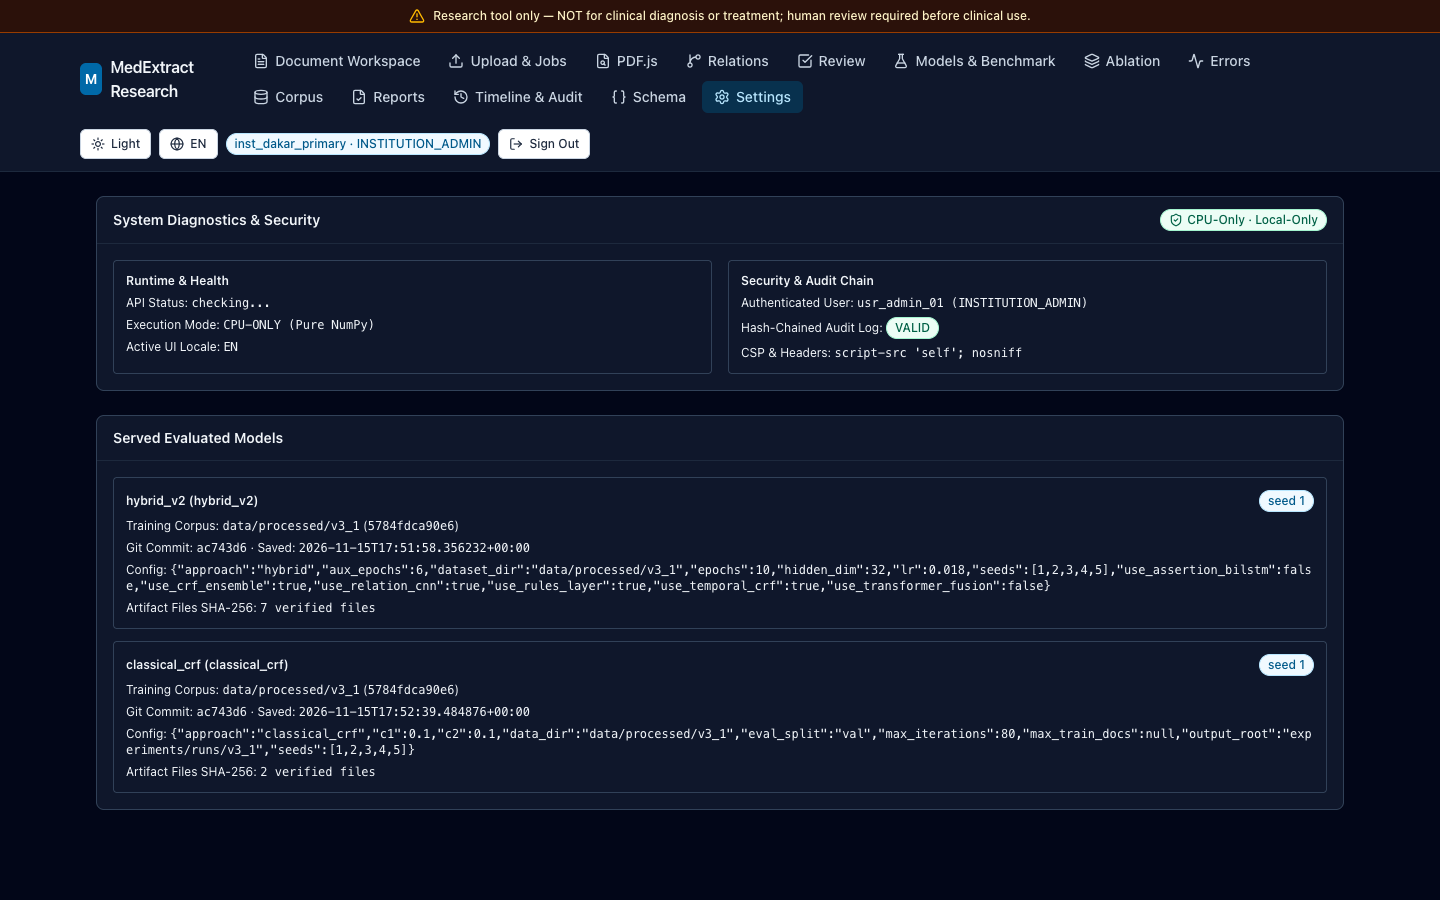 Research tool only — NOT for clinical diagnosis or treatment; human review required before clinical use.
M
MedExtract
Research
Document Workspace
Upload & Jobs
PDF.js
Relations
Review
Models & Benchmark
Ablation
Errors
Corpus
Reports
Timeline & Audit
Schema
Settings
Light
EN
inst_dakar_primary · INSTITUTION_ADMIN
Sign Out
System Diagnostics & Security
CPU-Only · Local-Only
Runtime & Health
API Status: checking...
Execution Mode: CPU-ONLY (Pure NumPy)
Active UI Locale: EN
Security & Audit Chain
Authenticated User: usr_admin_01 (INSTITUTION_ADMIN)
Hash-Chained Audit Log: VALID
CSP & Headers: script-src 'self'; nosniff
Served Evaluated Models
hybrid_v2 (hybrid_v2)
seed 1
Training Corpus: data/processed/v3_1 (5784fdca90e6)
Git Commit: ac743d6 · Saved: 2026-11-15T17:51:58.356232+00:00
Config: {"approach":"hybrid","aux_epochs":6,"dataset_dir":"data/processed/v3_1","epochs":10,"hidden_dim":32,"lr":0.018,"seeds":[1,2,3,4,5],"use_assertion_bilstm":fals
e,"use_crf_ensemble":true,"use_relation_cnn":true,"use_rules_layer":true,"use_temporal_crf":true,"use_transformer_fusion":false}
Artifact Files SHA-256: 7 verified files
classical_crf (classical_crf)
seed 1
Training Corpus: data/processed/v3_1 (5784fdca90e6)
Git Commit: ac743d6 · Saved: 2026-11-15T17:52:39.484876+00:00
Config: {"approach":"classical_crf","c1":0.1,"c2":0.1,"data_dir":"data/processed/v3_1","eval_split":"val","max_iterations":80,"max_train_docs":null,"output_root":"exp
eriments/runs/v3_1","seeds":[1,2,3,4,5]}
Artifact Files SHA-256: 2 verified files